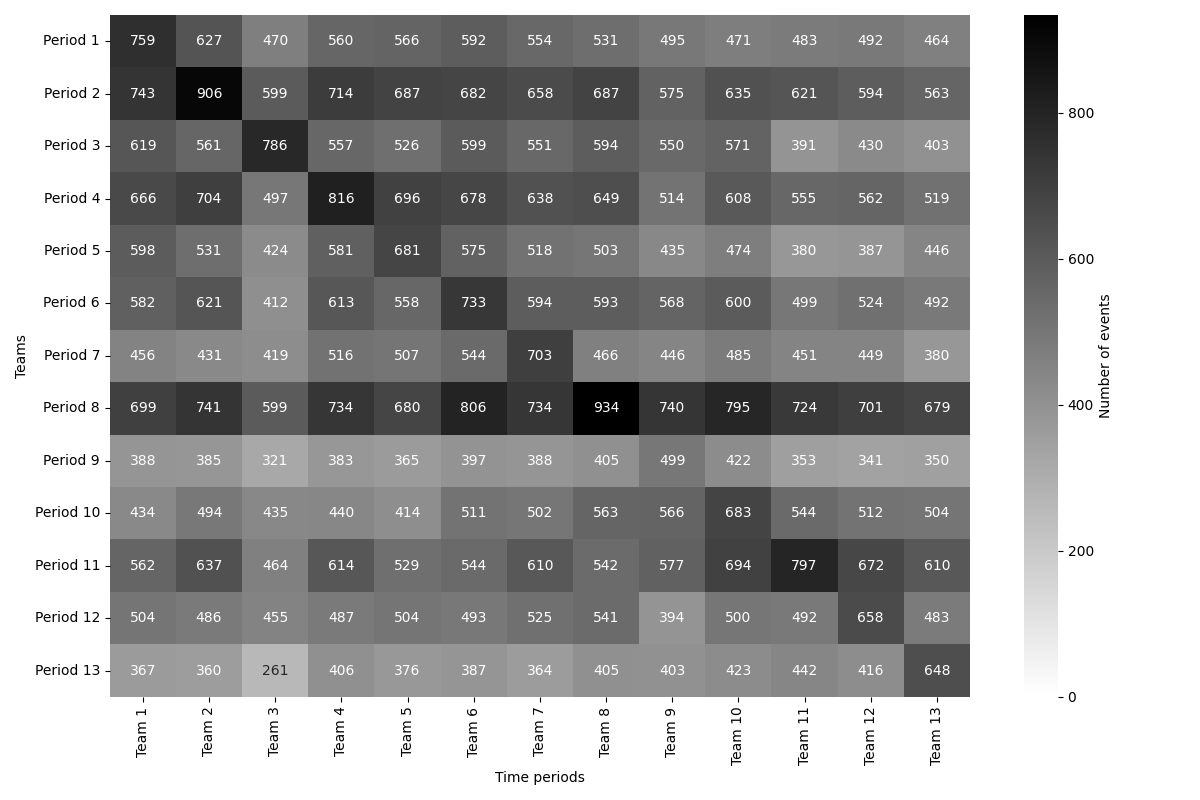 Period 1 759 627 470 560 566 592 554 531 495 471 483 492 464
Period 2 743 906 599 714 687 682 658 687 575 635 621 594 563
800
Period 3 619 561 786 557 526 599 551 594 550 571 391 430 403
Period 4 666 704 497 816 696 678 638 649 514 608 555 562 519
Period 5 598 531 424 581 681 575 518 503 435 474 380 387 446
600
Period 6 582 621 412 613 558 733 594 593 568 600 499 524 492
Teams
Number of events
Period 7 456 431 419 516 507 544 703 466 446 485 451 449 380
Period 8 699 741 599 734 680 806 734 934 740 795 724 701 679
400
Period 9 388 385 321 383 365 397 388 405 499 422 353 341 350
Period 10 434 494 435 440 414 511 502 563 566 683 544 512 504
200
Period 11 562 637 464 614 529 544 610 542 577 694 797 672 610
Period 12 504 486 455 487 504 493 525 541 394 500 492 658 483
Period 13 367 360 261 406 376 387 364 405 403 423 442 416 648
0
Team 1 Team 2 Team 3 Team 4 Team 5 Team 6 Team 7 Team 8 Team 9 Team 10 Team 11 Team 12 Team 13
Time periods